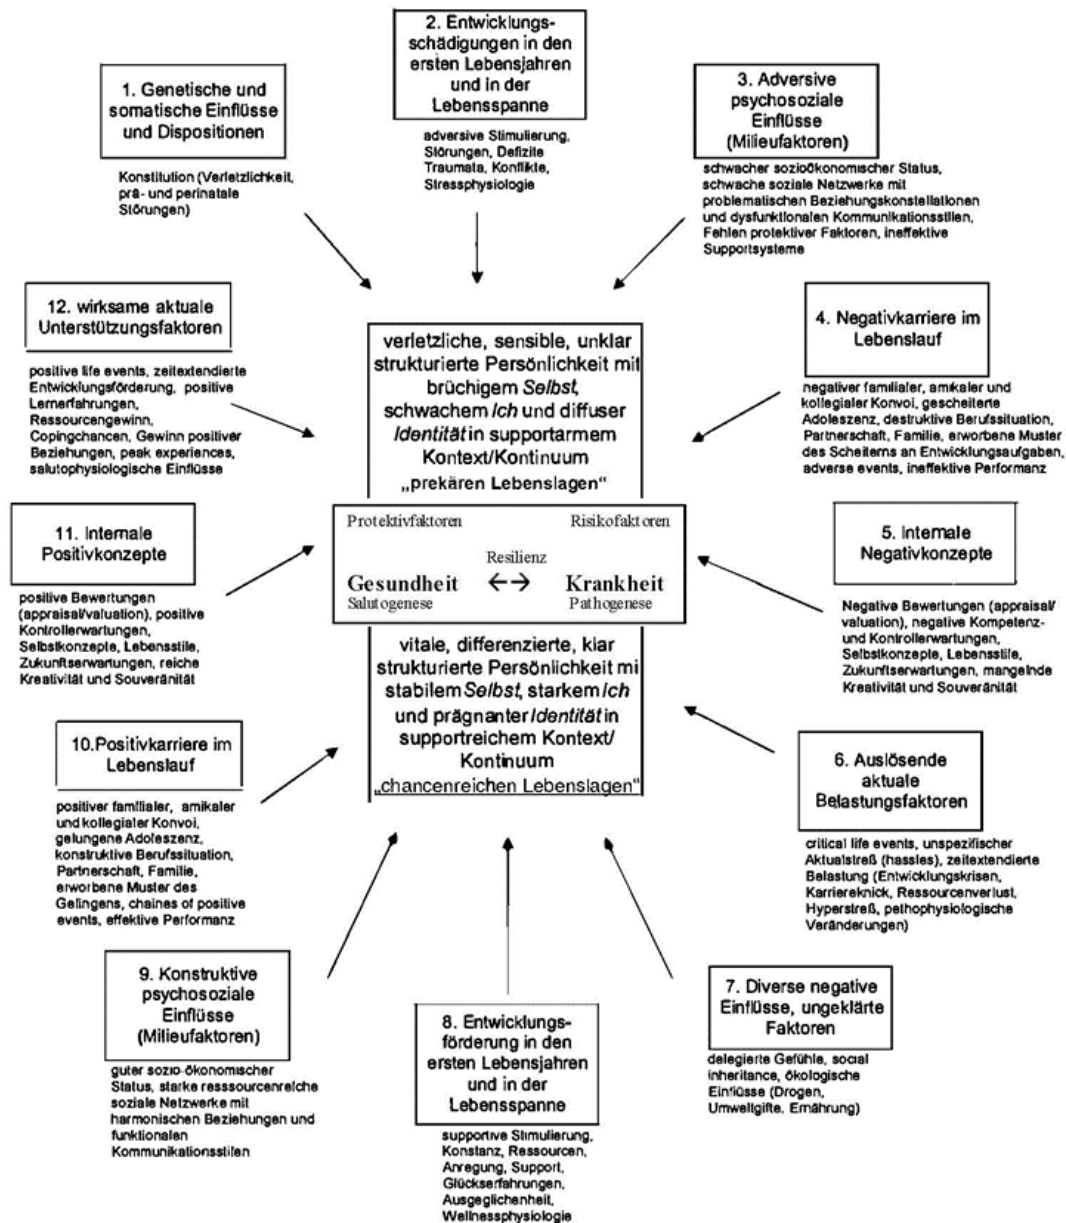 1. Genetische und
somatische Einflüsse
und Dispositionen
Konstitution (Verletzlichkeit,
prä- und perinatale
Störungen)
2. Entwicklungs-
schädigungen in den
ersten Lebensjahren
und in der
Lebensspanne
adversive Stimulierung,
Störungen, Defizite
Traumata, Konflikte,
Stressphysiologie
3. Adversive
psychosoziale
Einflüsse
(Milieufaktoren)
schwacher sozioökonomischer Status,
schwache soziale Netzwerke mit
problematischen Beziehungskonstellationen
und dysfunktionalen Kommunikationsstilen,
Fehlen protektiver Faktoren, ineffektive
Supportsysteme
4. Negativkarriere im
Lebenslauf
negativer familialer, amikaler und
kollegialer Konvoi, gescheiterte
Adoleszenz, destruktive Berufssituation,
Partnerschaft, Familie, erworbene Muster
des Scheiterns an Entwicklungsaufgaben,
adverse events, ineffektive Performanz
5. Internale
Negativkonzepte
Negative Bewertungen (appraisal/
valuation), negative Kompetenz-
und Kontrollerwartungen,
Selbstkonzepte, Lebensstile,
Zukunftserwartungen, mangelnde
Kreativität und Souveränität
6. Auslösende
aktuale
Belastungsfaktoren
critical life events, unspezifischer
Aktualstreß (hassles), zeitextendierte
Belastung (Entwicklungskrisen,
Karriereknick, Ressourcenverlust,
Hyperstreß, pethophysiologische
Veränderungen)
7. Diverse negative
Einflüsse, ungeklärte
Faktoren
delegierte Gefühle, social
inheritance, ökologische
Einflüsse (Drogen,
Umweltgifte, Ernährung)
8. Entwicklungs-
förderung in den
ersten Lebensjahren
und in der
Lebensspanne
supportive Stimulierung,
Konstanz, Ressourcen,
Anregung, Support,
Glückserfahrungen,
Ausgeglichenheit,
Wellnessphysiologie
9. Konstruktive
psychosoziale
Einflüsse
(Milieufaktoren)
guter sozio-ökonomischer
Status, starke resssourcenreiche
soziale Netzwerke mit
harmonischen Beziehungen und
funktionalen
Kommunikationsstilen
10.Positivkarriere im
Lebenslauf
positiver familialer, amikaler
und kollegialer Konvoi,
gelungene Adoleszenz,
konstruktive Berufssituation,
Partnerschaft, Familie,
erworbene Muster des
Gelingens, chaines of positive
events, effektive Performanz
11. Internale
Positivkonzepte
positive Bewertungen
(appraisal/valuation), positive
Kontrollerwartungen,
Selbstkonzepte, Lebensstile,
Zukunftserwartungen, reiche
Kreativität und Souveränität
12. wirksame aktuale
Unterstützungsfaktoren
positive life events, zeitextendierte
Entwicklungsförderung, positive
Lernerfahrungen,
Ressourcengewinn,
Copingchancen, Gewinn positiver
Beziehungen, peak experiences,
salutophysiologische Einflüsse
verletzliche, sensible, unklar
strukturierte Persönlichkeit mit
brüchigem Selbst,
schwachem Ich und diffuser
Identität in supportarmem
Kontext/Kontinuum
„prekären Lebenslagen“
Protektivfaktoren Risikofaktoren
Resilienz
Gesundheit ↔ Krankheit
Salutogenese Pathogenese
vitale, differenzierte, klar
strukturierte Persönlichkeit mi
stabilem Selbst, starkem Ich
und prägnanter Identität in
supportreichem Kontext/
Kontinuum
„chancenreichen Lebenslagen“